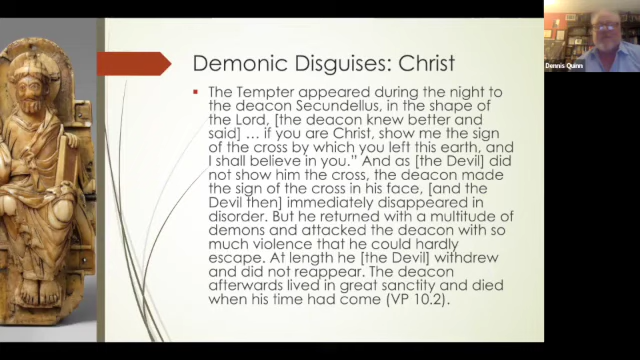 Demonic Disguises: Christ
The Tempter appeared during the night to
the deacon Secundellus, in the shape of
the Lord, [the deacon knew better and
said] … if you are Christ, show me the sign
of the cross by which you left this earth, and
I shall believe in you.” And as [the Devil] did
not show him the cross, the deacon made
the sign of the cross in his face, [and the
Devil then] immediately disappeared in
disorder. But he returned with a multitude of
demons and attacked the deacon with so
much violence that he could hardly
escape. At length he [the Devil] withdrew
and did not reappear. The deacon
afterwards lived in great sanctity and died
when his time had come (VP 10.2).
Dennis Quinn